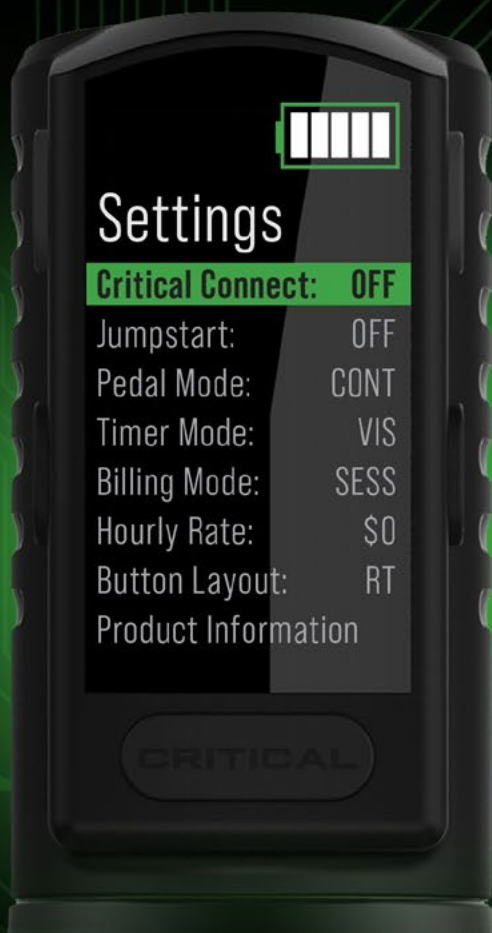 Settings
Critical Connect: OFF
Jumpstart: OFF
Pedal Mode: CONT
Timer Mode: VIS
Billing Mode: SESS
Hourly Rate: $0
Button Layout: RT
Product Information
CRITICAL